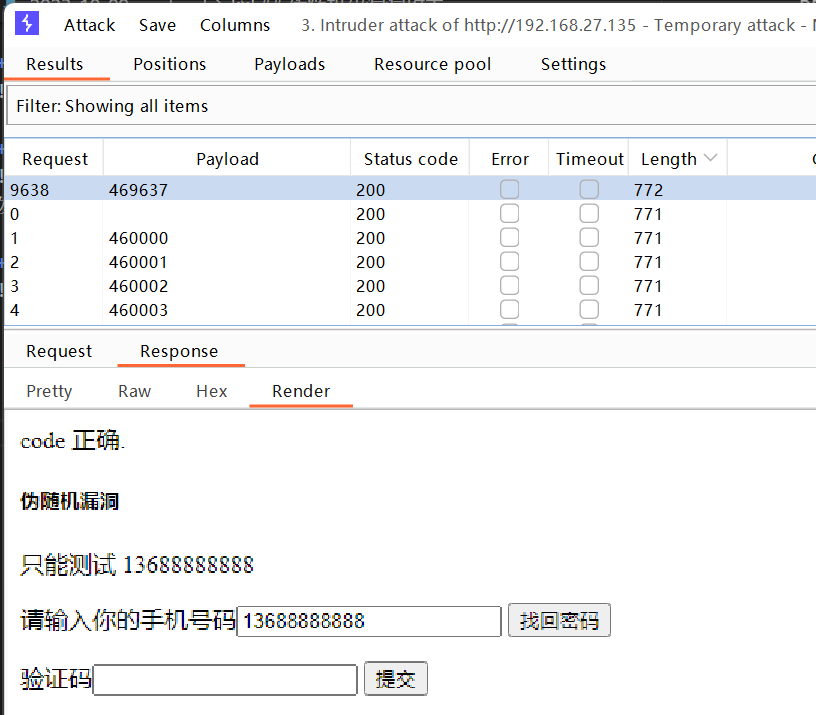 Attack Save Columns 3. Intruder attack of http://192.168.27.135 - Temporary attack -
Results Positions Payloads Resource pool Settings
Filter: Showing all items
Request Payload Status code Error Timeout Length
9638 469637 200 772
0 200 771
1 460000 200 771
2 460001 200 771
3 460002 200 771
4 460003 200 771
Request Response
Pretty Raw Hex Render
code 正确.
伪随机漏洞
只能测试 13688888888
请输入你的手机号码 13688888888 找回密码
验证码 提交